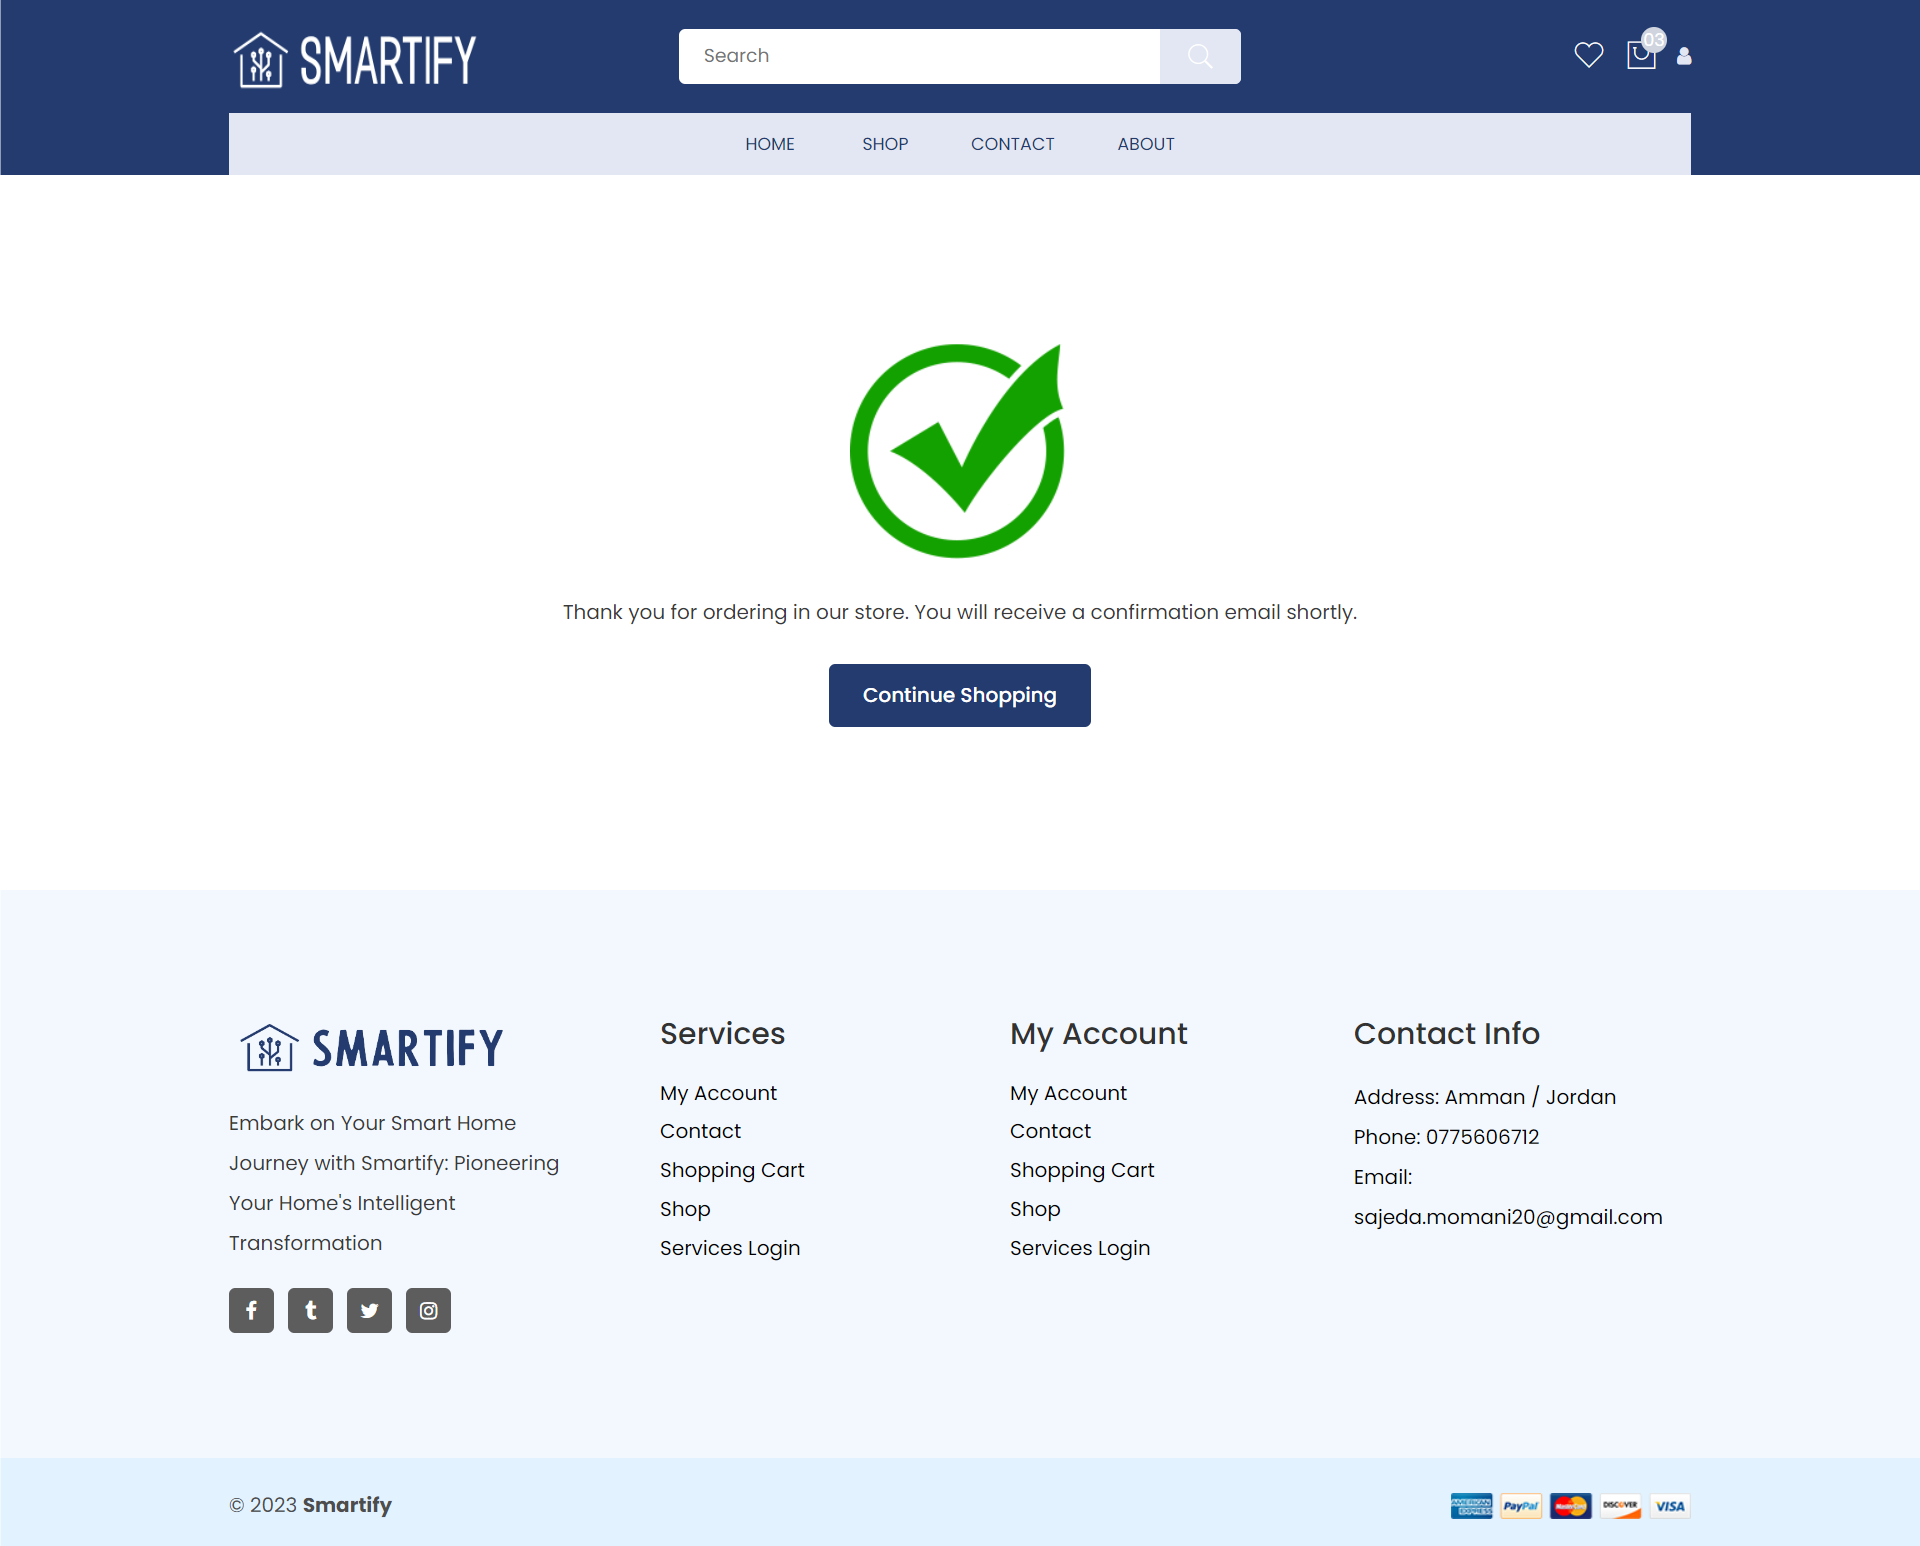 SMARTIFY
Search
03
HOME SHOP CONTACT ABOUT
Thank you for ordering in our store. You will receive a confirmation email shortly.
Continue Shopping
SMARTIFY
Embark on Your Smart Home
Journey with Smartify: Pioneering
Your Home's Intelligent
Transformation
Services
My Account
Contact
Shopping Cart
Shop
Services Login
My Account
My Account
Contact
Shopping Cart
Shop
Services Login
Contact Info
Address: Amman / Jordan
Phone: 0775606712
Email:
sajeda.momani20@gmail.com
© 2023 Smartify
AMERICAN EXPRESS PayPal MasterCard DISCOVER VISA